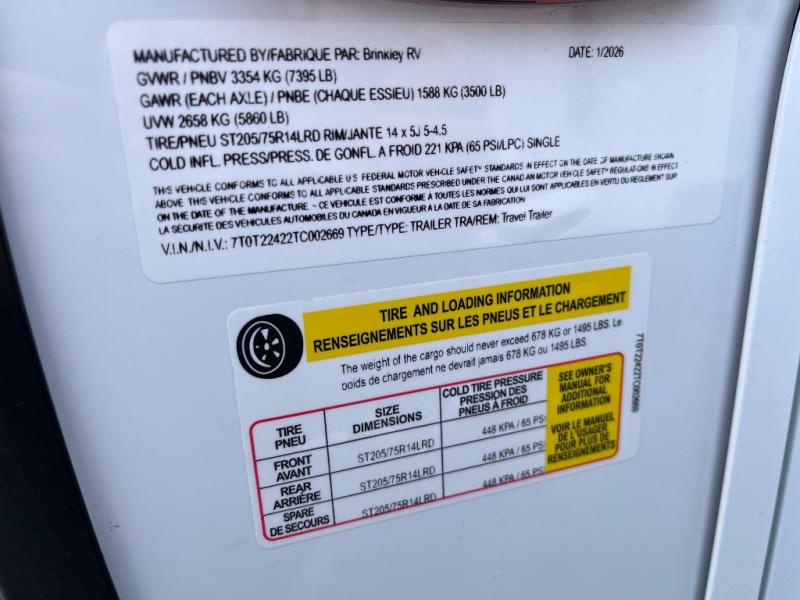 MANUFACTURED BY/FABRIQUE PAR: Brinkley RV DATE: 1/2026
GVWR / PNBV 3354 KG (7395 LB)
GAWR (EACH AXLE) / PNBE (CHAQUE ESSIEU) 1588 KG (3500 LB)
UVW 2658 KG (5860 LB)
TIRE/PNEU ST205/75R14LRD RIM/JANTE 14 x 5J 5-4.5
COLD INFL. PRESS/PRESS. DE GONFL. A FROID 221 KPA (65 PSI/LPC) SINGLE
THIS VEHICLE CONFORMS TO ALL APPLICABLE U.S. FEDERAL MOTOR VEHICLE SAFETY STANDARDS IN EFFECT ON THE DATE OF MANUFACTURE SHOWN
ABOVE THIS VEHICLE CONFORMS TO ALL APPLICABLE STANDARDS PRESCRIBED UNDER THE CANADIAN MOTOR VEHICLE SAFETY REGULATIONS IN EFFECT
ON THE DATE OF THE MANUFACTURE - CE VEHICULE EST CONFORME A TOUTES LES NORMES QUI LUI SONT APPLICABLES EN VERTU DU REGLEMENT SUR
LA SECURITE DES VEHICULES AUTOMOBILES DU CANADA EN VIGUEUR A LA DATE DE SA FABRICATION
V.I.N./N.I.V.: 7T0T22422TC002669 TYPE/TYPE: TRAILER TRA/REM: Travel Trailer
TIRE AND LOADING INFORMATION
RENSEIGNEMENTS SUR LES PNEUS ET LE CHARGEMENT
The weight of the cargo should never exceed 678 KG or 1495 LBS. Le
poids de chargement ne devrait jamais 678 KG ou 1495 LBS.
TIRE
PNEU
SIZE
DIMENSIONS
COLD TIRE PRESSURE
PRESSION DES
PNEUS À FROID
FRONT
AVANT
ST205/75R14LRD
448 KPA / 65 PSI
REAR
ARRIÈRE
ST205/75R14LRD
448 KPA / 65 PSI
SPARE
DE SECOURS
ST205/75R14LRD
448 KPA / 65 PSI
SEE OWNER'S
MANUAL FOR
ADDITIONAL
INFORMATION
VOIR LE MANUEL
DE L'USAGER
POUR PLUS DE
RENSEIGNEMENTS
7T0T22422TC002669